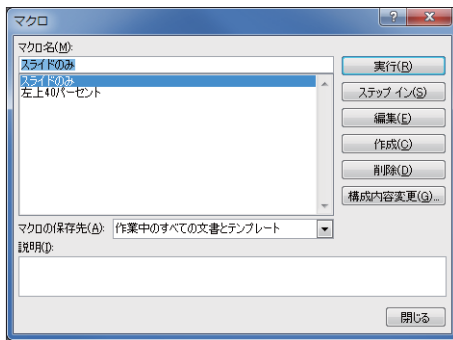 マクロ
マクロ名(M):
スライドのみ
スライドのみ
左上40パーセント
実行(R)
ステップ イン(S)
編集(E)
作成(C)
削除(D)
構成内容変更(G)...
マクロの保存先(A): 作業中のすべての文書とテンプレート
説明(I):
閉じる